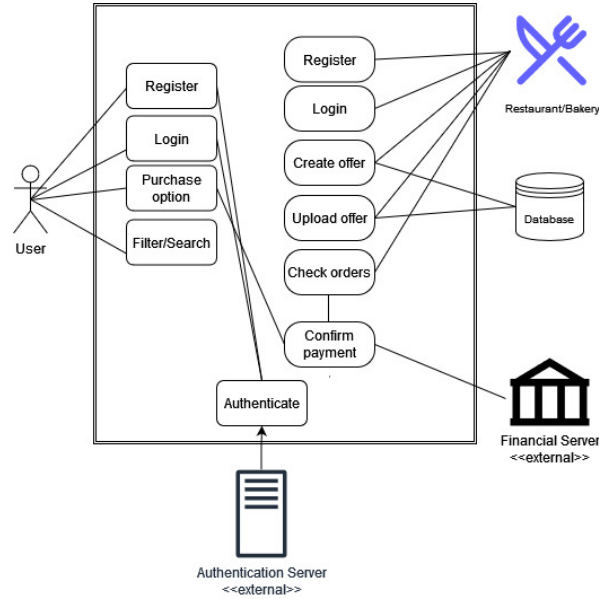 Register
Login
Purchase
option
Filter/Search
User
Register
Login
Create offer
Upload offer
Check orders
Confirm
payment
Authenticate
Restaurant/Bakery
Database
Financial Server
<<external>>
Authentication Server
<<external>>